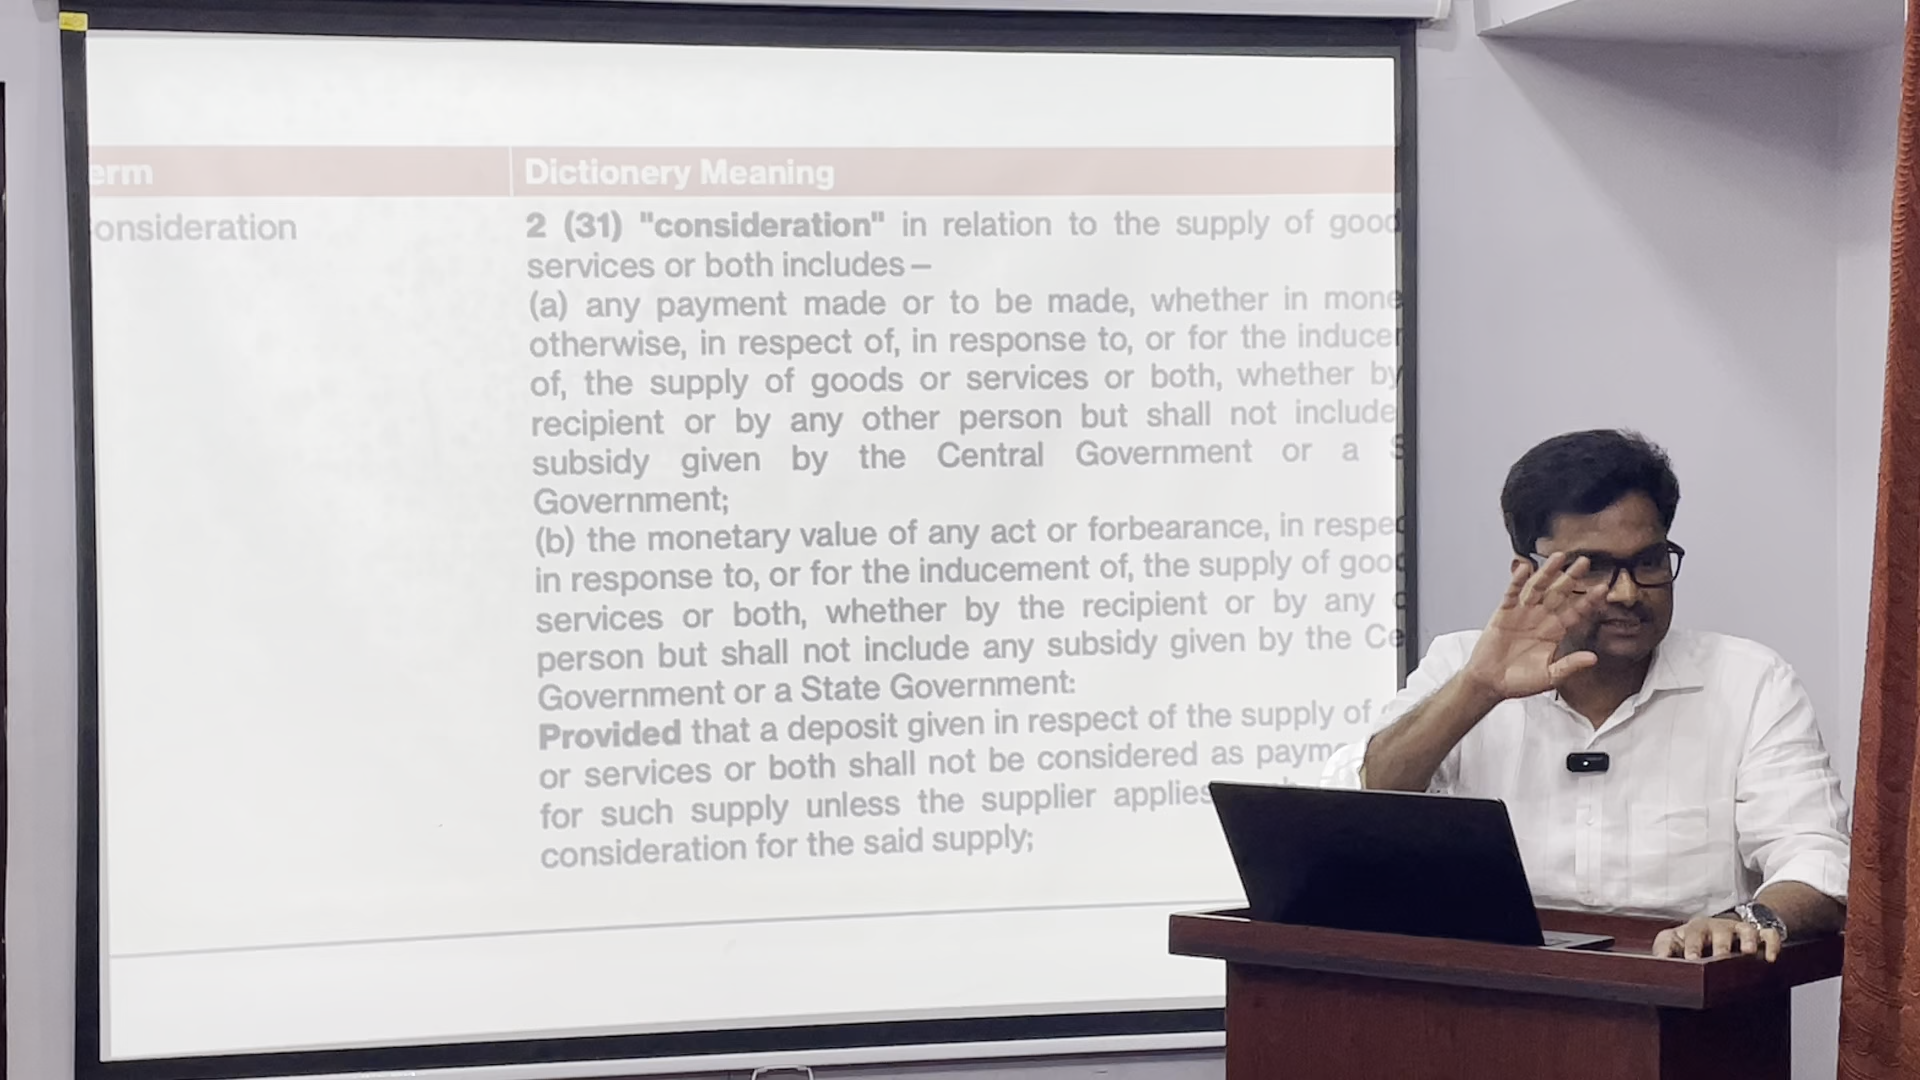 erm
Dictionery Meaning
onsideration
2 (31) "consideration" in relation to the supply of good
services or both includes –
(a) any payment made or to be made, whether in mone
otherwise, in respect of, in response to, or for the inducer
of, the supply of goods or services or both, whether by
recipient or by any other person but shall not include
subsidy given by the Central Government or a S
Government;
(b) the monetary value of any act or forbearance, in respec
in response to, or for the inducement of, the supply of good
services or both, whether by the recipient or by any o
person but shall not include any subsidy given by the Ce
Government or a State Government:
Provided that a deposit given in respect of the supply of
or services or both shall not be considered as payme
for such supply unless the supplier applies
consideration for the said supply;